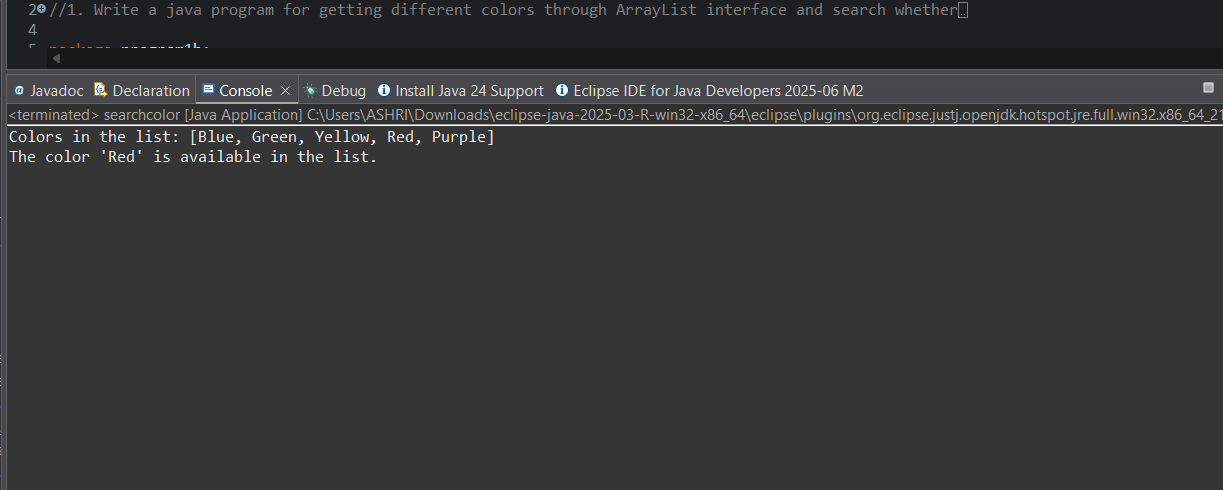 2 //1. Write a java program for getting different colors through ArrayList interface and search whether
4
Javadoc Declaration Console Debug Install Java 24 Support Eclipse IDE for Java Developers 2025-06 M2
<terminated> searchcolor [Java Application] C:\Users\ASHRI\Downloads\eclipse-java-2025-03-R-win32-x86_64\eclipse\plugins\org.eclipse.justj.openjdk.hotspot.jre.full.win32.x86_64_21
Colors in the list: [Blue, Green, Yellow, Red, Purple]
The color 'Red' is available in the list.